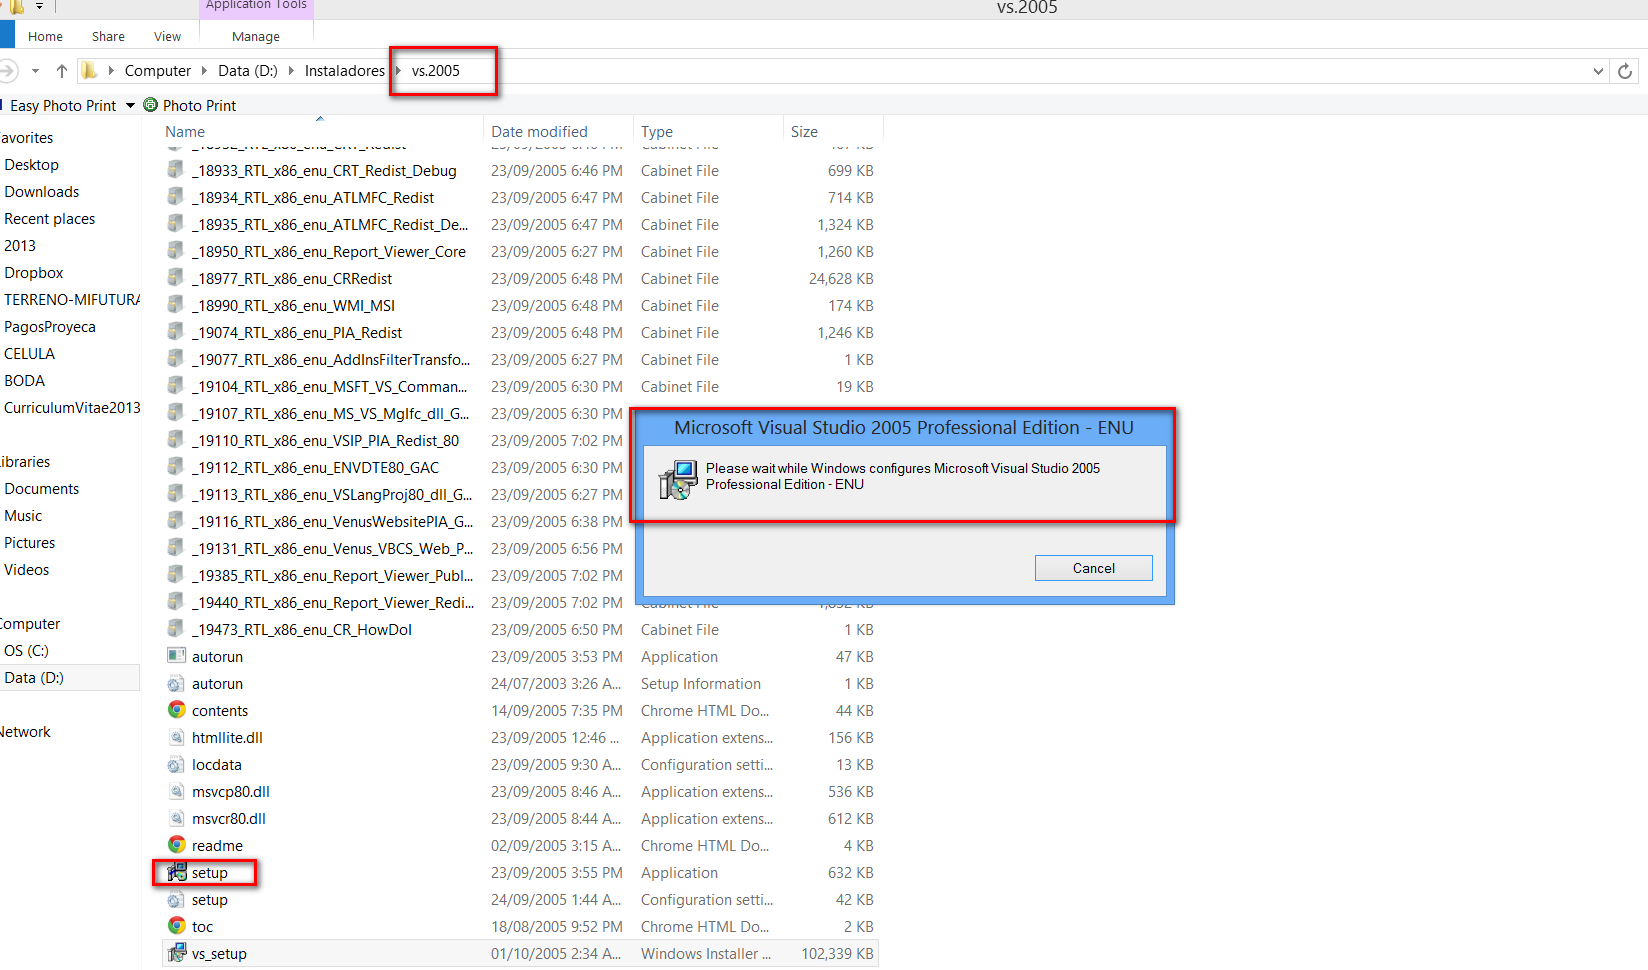 Application Tools
vs.2005
Home Share View Manage
Computer Data (D:) Instaladores vs.2005
Easy Photo Print Photo Print
Name Date modified Type Size
_18933_RTL_x86_enu_CRT_Redist_Debug 23/09/2005 6:46 PM Cabinet File 699 KB
_18934_RTL_x86_enu_ATLMFC_Redist 23/09/2005 6:47 PM Cabinet File 714 KB
_18935_RTL_x86_enu_ATLMFC_Redist_De... 23/09/2005 6:47 PM Cabinet File 1,324 KB
_18950_RTL_x86_enu_Report_Viewer_Core 23/09/2005 6:27 PM Cabinet File 1,260 KB
_18977_RTL_x86_enu_CRRedist 23/09/2005 6:48 PM Cabinet File 24,628 KB
_18990_RTL_x86_enu_WMI_MSI 23/09/2005 6:48 PM Cabinet File 174 KB
_19074_RTL_x86_enu_PIA_Redist 23/09/2005 6:48 PM Cabinet File 1,246 KB
_19077_RTL_x86_enu_AddInsFilterTransfo... 23/09/2005 6:27 PM Cabinet File 1 KB
_19104_RTL_x86_enu_MSFT_VS_Comman... 23/09/2005 6:30 PM Cabinet File 19 KB
_19107_RTL_x86_enu_MS_VS_MgIfc_dll_G... 23/09/2005 6:30 PM
_19110_RTL_x86_enu_VSIP_PIA_Redist_80 23/09/2005 7:02 PM
_19112_RTL_x86_enu_ENVDTE80_GAC 23/09/2005 6:30 PM
_19113_RTL_x86_enu_VSLangProj80_dll_G... 23/09/2005 6:27 PM
_19116_RTL_x86_enu_VenusWebsitePIA_G... 23/09/2005 6:38 PM
_19131_RTL_x86_enu_Venus_VBCS_Web_P... 23/09/2005 6:56 PM
_19385_RTL_x86_enu_Report_Viewer_Publ... 23/09/2005 7:02 PM
_19440_RTL_x86_enu_Report_Viewer_Redi... 23/09/2005 7:02 PM
_19473_RTL_x86_enu_CR_HowDoI 23/09/2005 6:50 PM Cabinet File 1 KB
autorun 23/09/2005 3:53 PM Application 47 KB
autorun 24/07/2003 3:26 A... Setup Information 1 KB
contents 14/09/2005 7:35 PM Chrome HTML Do... 44 KB
htmllite.dll 23/09/2005 12:46 ... Application extens... 156 KB
locdata 23/09/2005 9:30 A... Configuration setti... 13 KB
msvcp80.dll 23/09/2005 8:46 A... Application extens... 536 KB
msvcr80.dll 23/09/2005 8:44 A... Application extens... 612 KB
readme 02/09/2005 3:15 A... Chrome HTML Do... 4 KB
setup 23/09/2005 3:55 PM Application 632 KB
setup 24/09/2005 1:44 A... Configuration setti... 42 KB
toc 18/08/2005 9:52 PM Chrome HTML Do... 2 KB
vs_setup 01/10/2005 2:34 A... Windows Installer ... 102,339 KB
avorites
Desktop
Downloads
Recent places
2013
Dropbox
TERRENO-MIFUTURA
PagosProyeca
CELULA
BODA
CurriculumVitae2013
ibraries
Documents
Music
Pictures
Videos
Computer
OS (C:)
Data (D:)
Network
Microsoft Visual Studio 2005 Professional Edition - ENU
Please wait while Windows configures Microsoft Visual Studio 2005
Professional Edition - ENU
Cancel